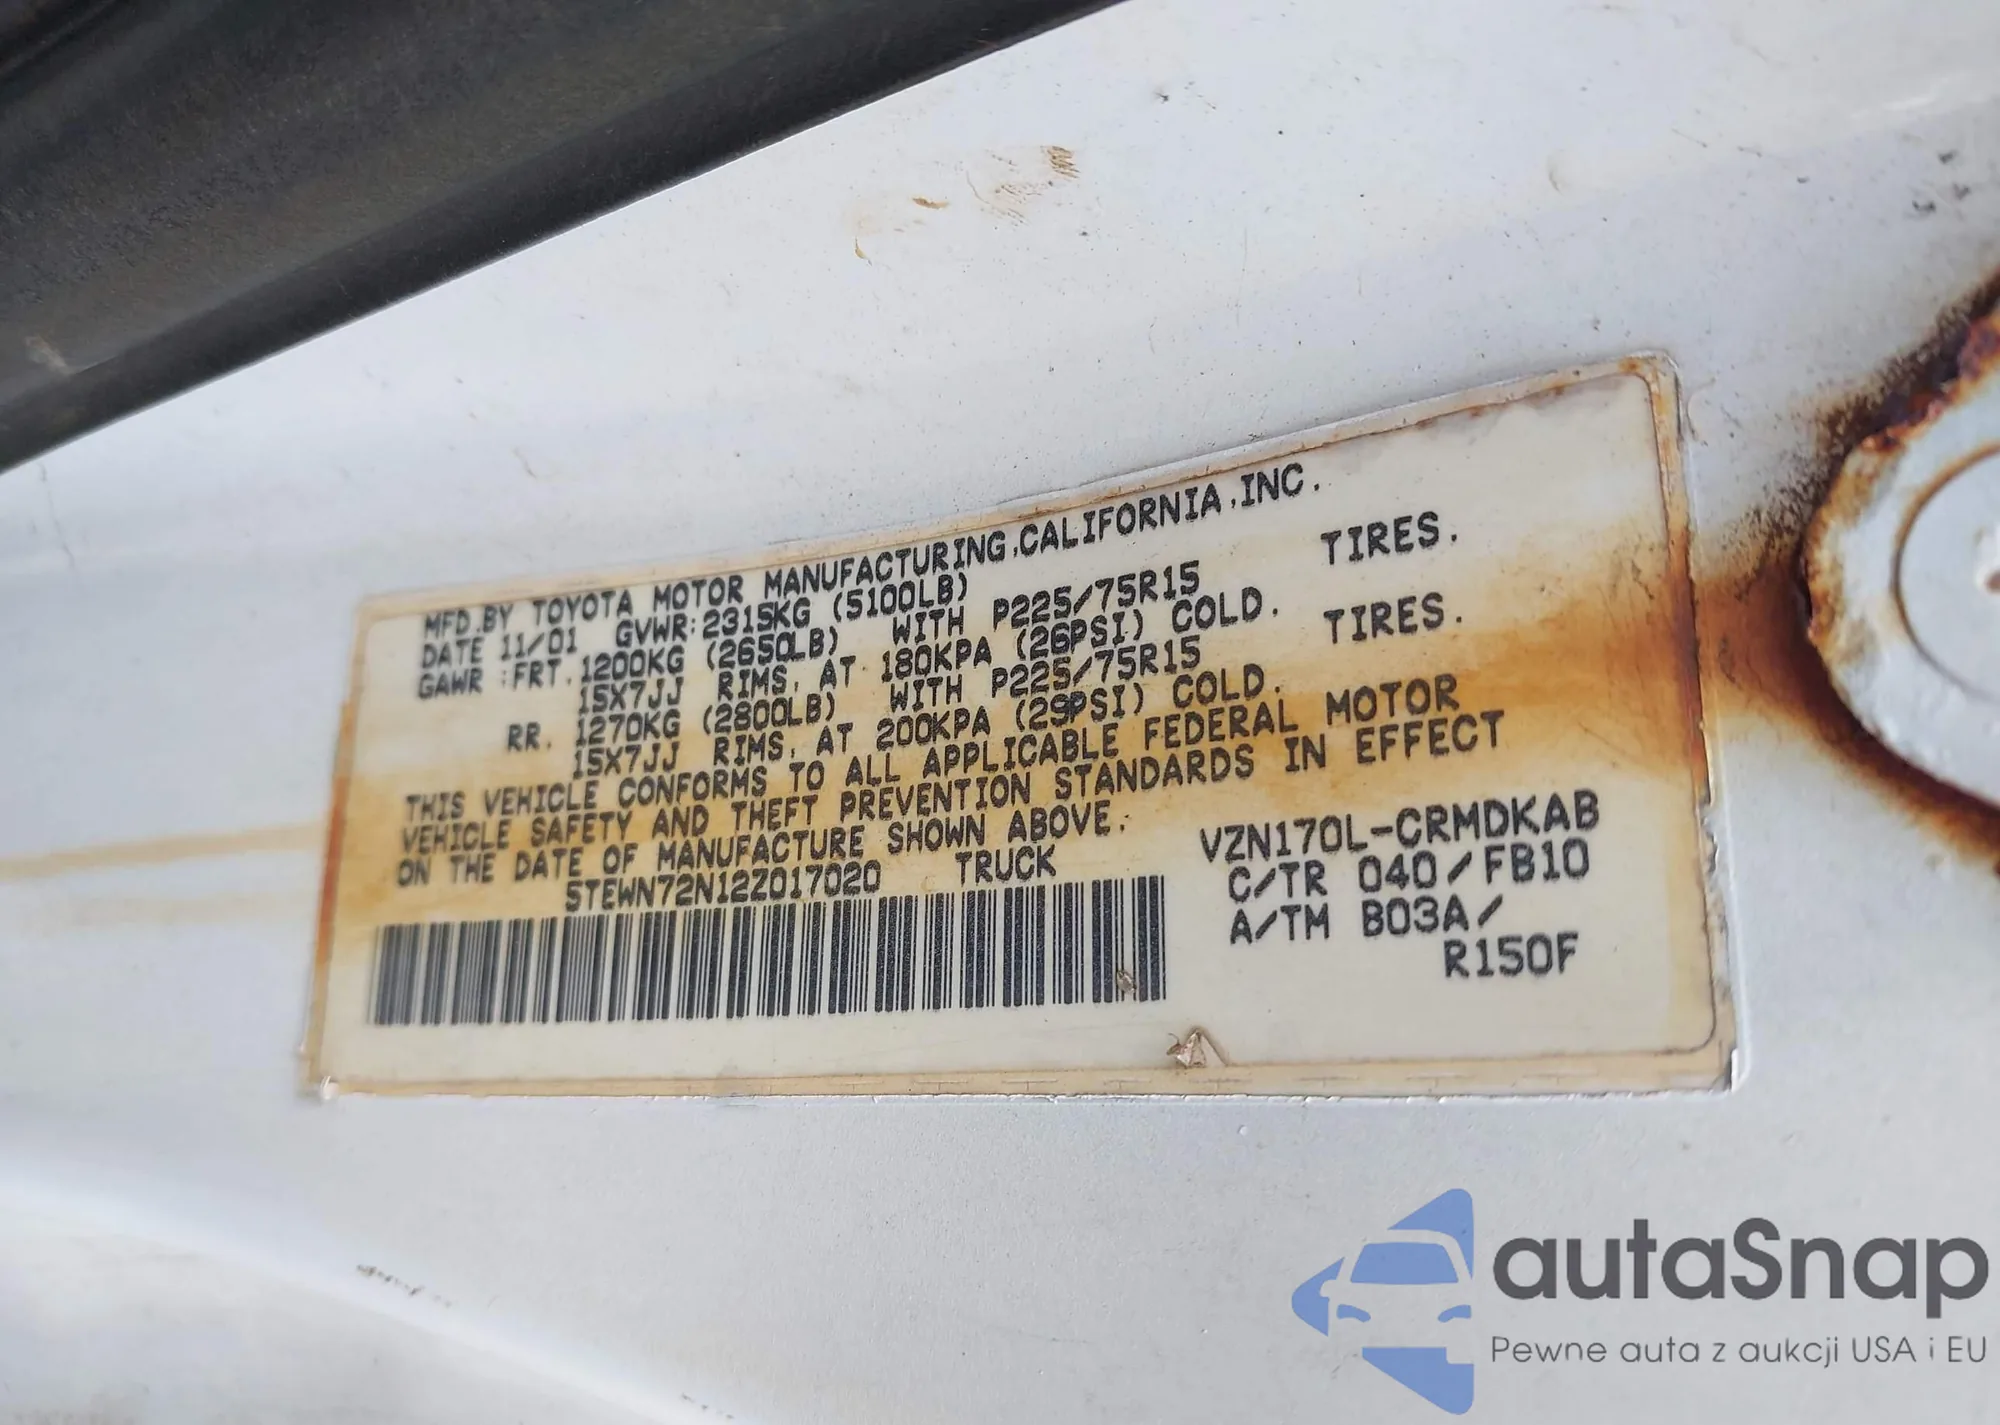 MFD.BY TOYOTA MOTOR MANUFACTURING,CALIFORNIA,INC.
DATE 11/01 GVWR:2315KG (5100LB)
GAWR :FRT. 1200KG (2650LB) WITH P225/75R15 TIRES.
15X7JJ RIMS, AT 180KPA (26PSI) COLD.
RR. 1270KG (2800LB) WITH P225/75R15 TIRES.
15X7JJ RIMS, AT 200KPA (29PSI) COLD.
THIS VEHICLE CONFORMS TO ALL APPLICABLE FEDERAL MOTOR
VEHICLE SAFETY AND THEFT PREVENTION STANDARDS IN EFFECT
ON THE DATE OF MANUFACTURE SHOWN ABOVE.
5TEWN72N12Z017020 TRUCK
VZN170L-CRMDKAB
C/TR 040/FB10
A/TM B03A/
R150F
autaSnap
Pewne auta z aukcji USA i EU